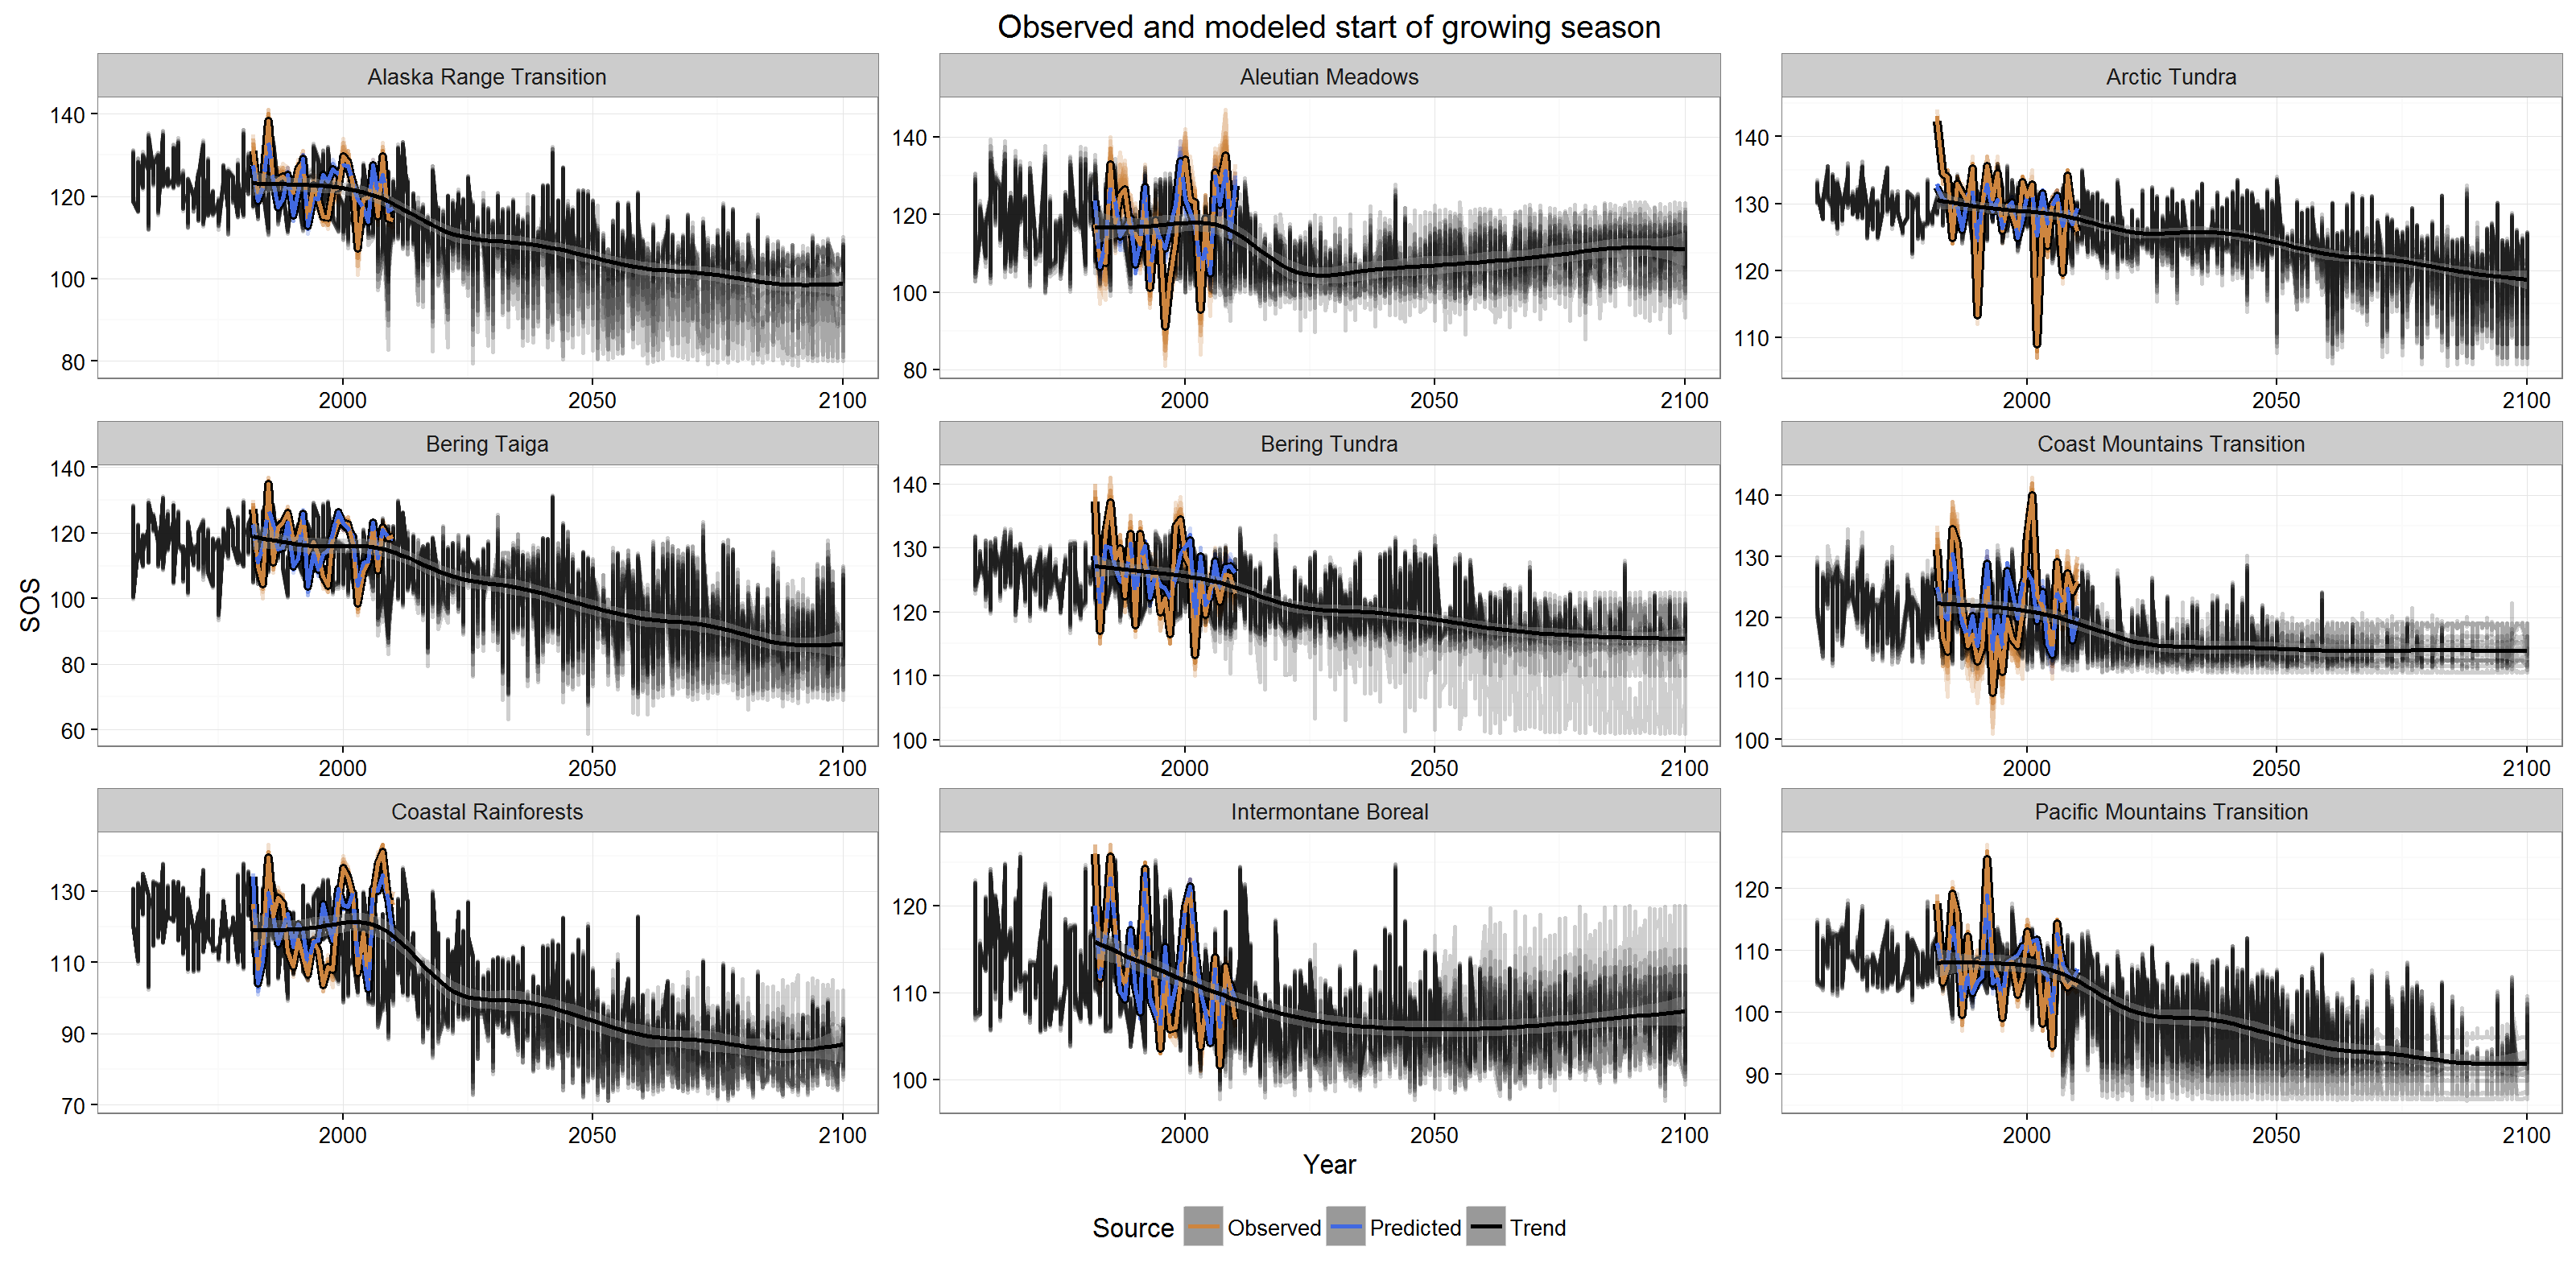 Observed and modeled start of growing season
Alaska Range Transition
Aleutian Meadows
Arctic Tundra
140
120
100
80
2000 2050 2100
140
120
100
80
2000 2050 2100
140
130
120
110
2000 2050 2100
Bering Taiga
Bering Tundra
Coast Mountains Transition
SOS
140
120
100
80
60
2000 2050 2100
140
130
120
110
100
2000 2050 2100
140
130
120
110
100
2000 2050 2100
Coastal Rainforests
Intermontane Boreal
Pacific Mountains Transition
130
110
90
70
2000 2050 2100
120
110
100
2000 2050 2100
120
110
100
90
2000 2050 2100
Year
Source Observed Predicted Trend